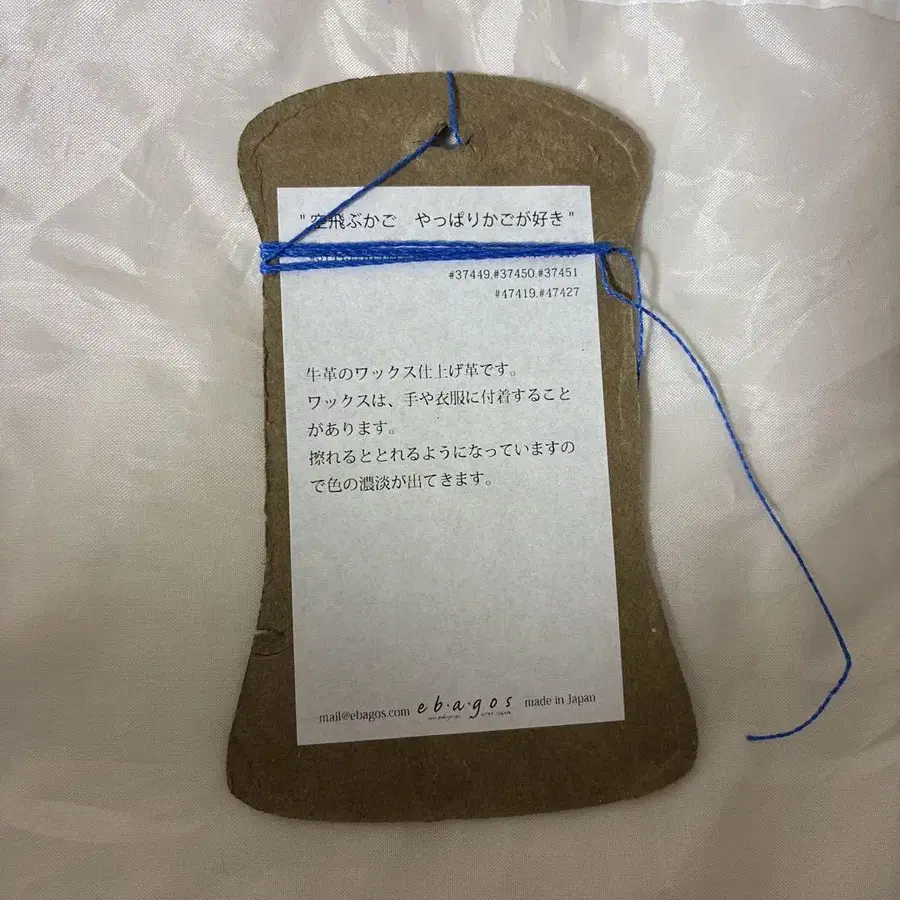 "空飛ぶかご　やっぱりかごが好き"
#37449.#37450.#37451
#47419.#47427
牛革のワックス仕上げ革です。
ワックスは、手や衣服に付着すること
があります。
擦れるととれるようになっていますの
で色の濃淡が出てきます。
mail@ebagos.com e・b・a・g・o・s made in Japan